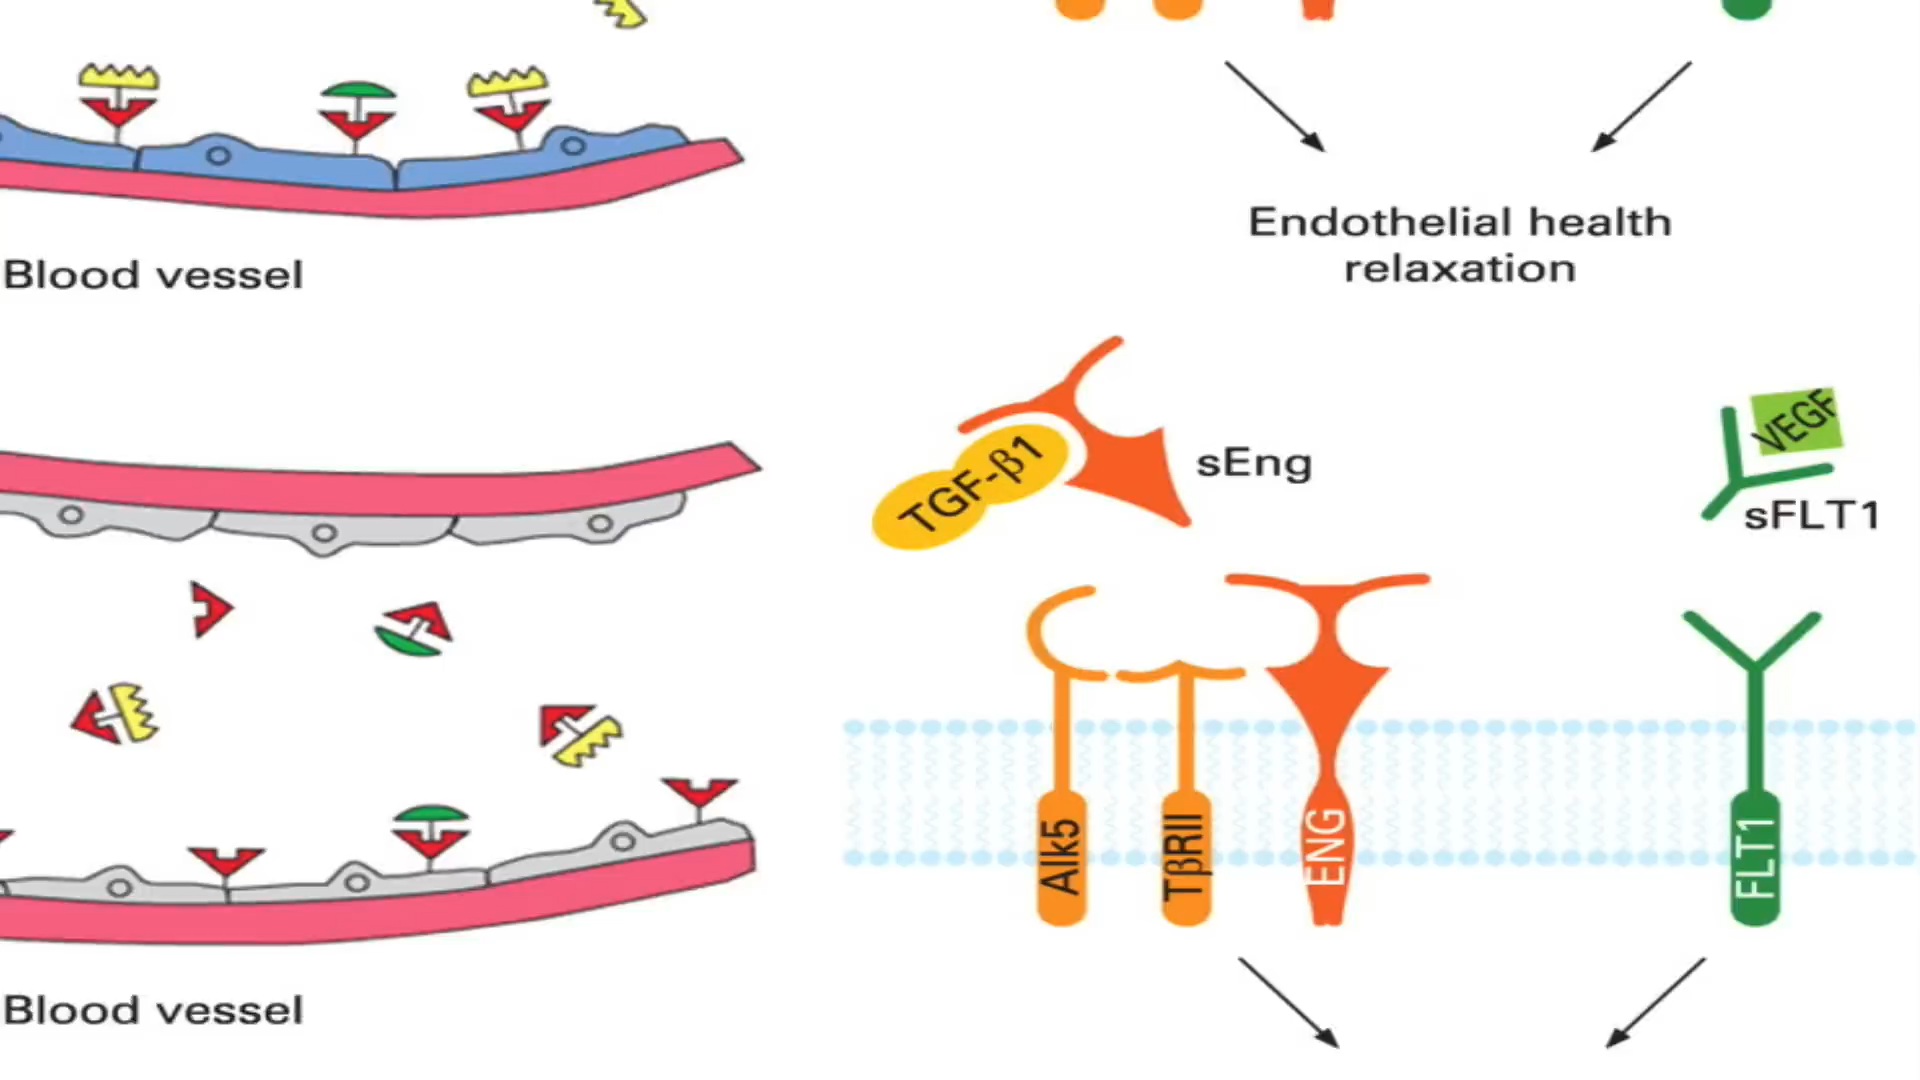 Blood vessel
Endothelial health
relaxation
TGF-β1
sEng
VEGF
sFLT1
Alk5
TβRII
ENG
FLT1
Blood vessel